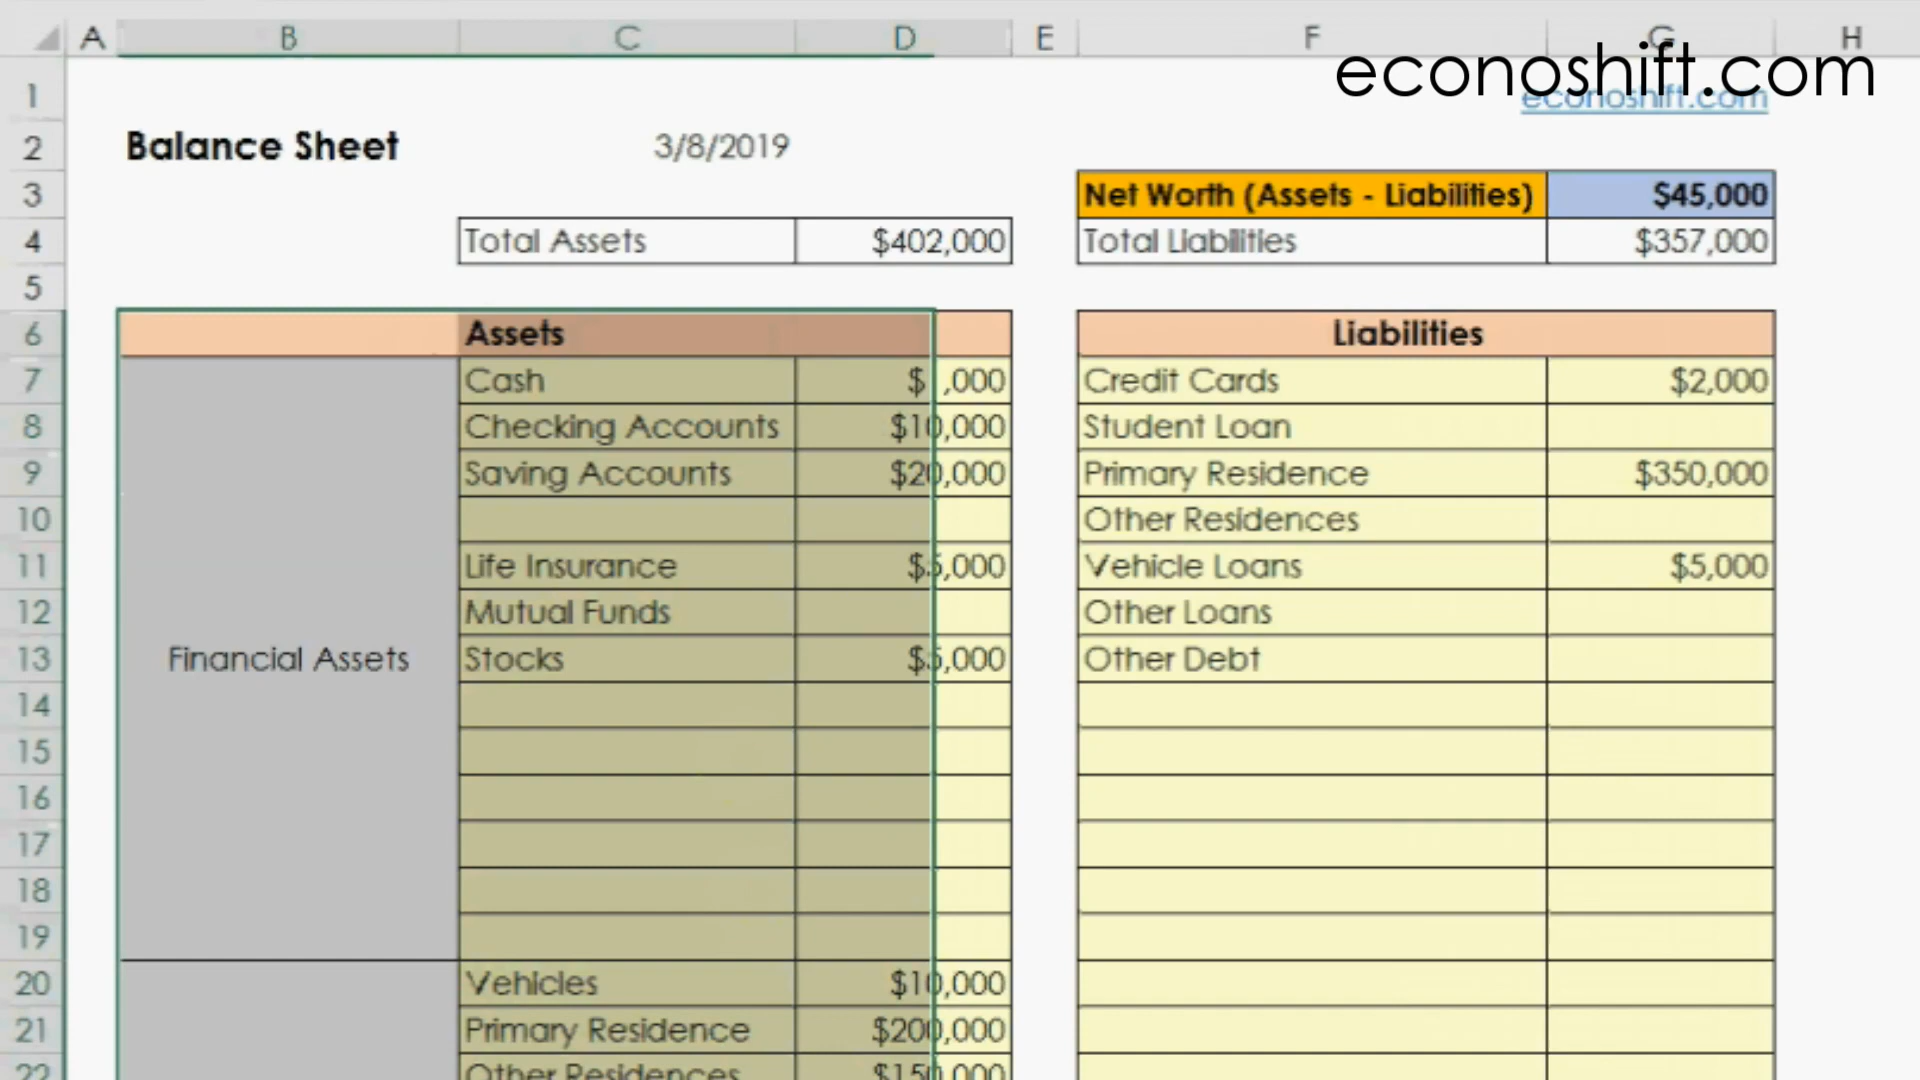 A B C D E F G H
econoshift.com
1 econoshift.com
2 Balance Sheet 3/8/2019
3 Net Worth (Assets - Liabilities) $45,000
4 Total Assets $402,000 Total Liabilities $357,000
5
6 Assets Liabilities
7 Cash $ ,000 Credit Cards $2,000
8 Checking Accounts $10,000 Student Loan
9 Saving Accounts $20,000 Primary Residence $350,000
10 Other Residences
11 Life Insurance $5,000 Vehicle Loans $5,000
12 Mutual Funds Other Loans
13 Financial Assets Stocks $5,000 Other Debt
14
15
16
17
18
19
20 Vehicles $10,000
21 Primary Residence $200,000
22 Other Residences $150,000